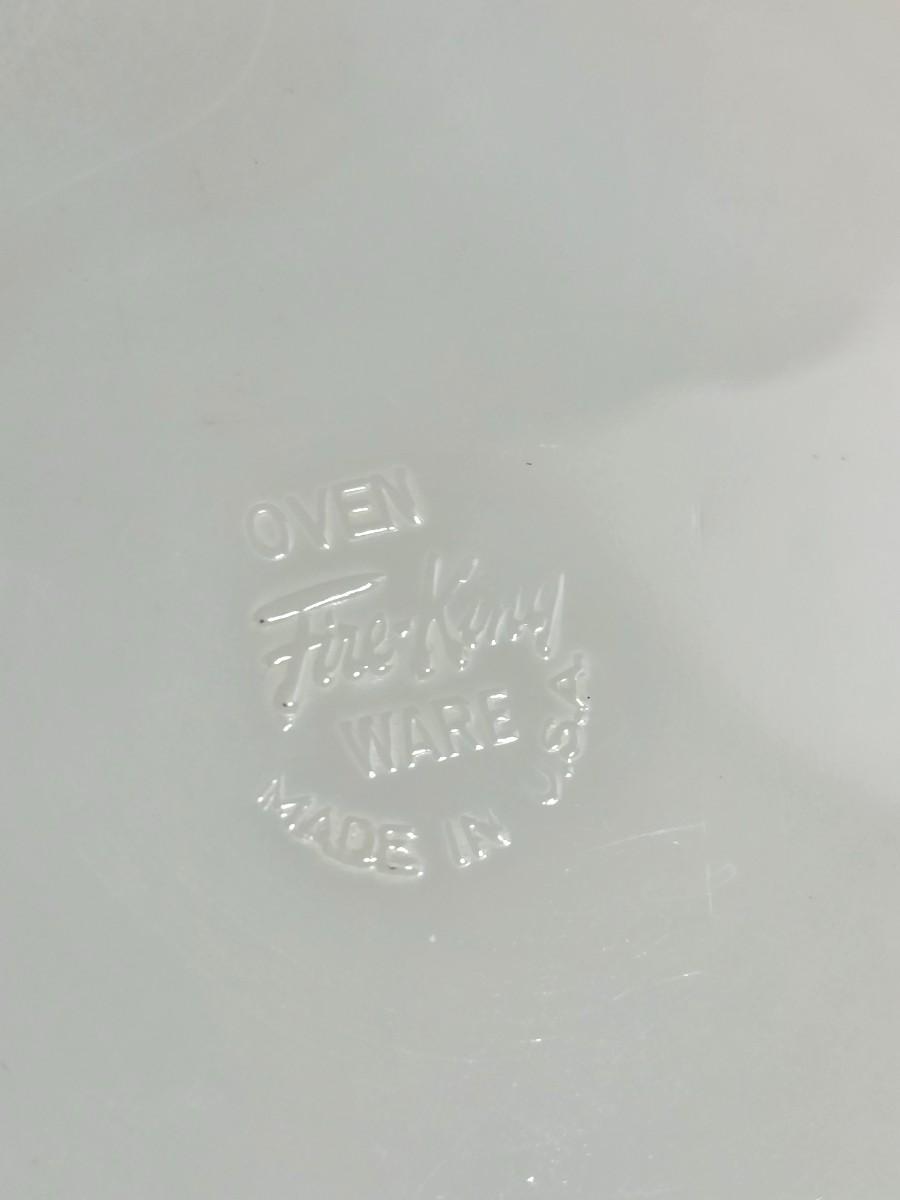 OVEN
Fire-King
WARE
MADE IN U.S.A.